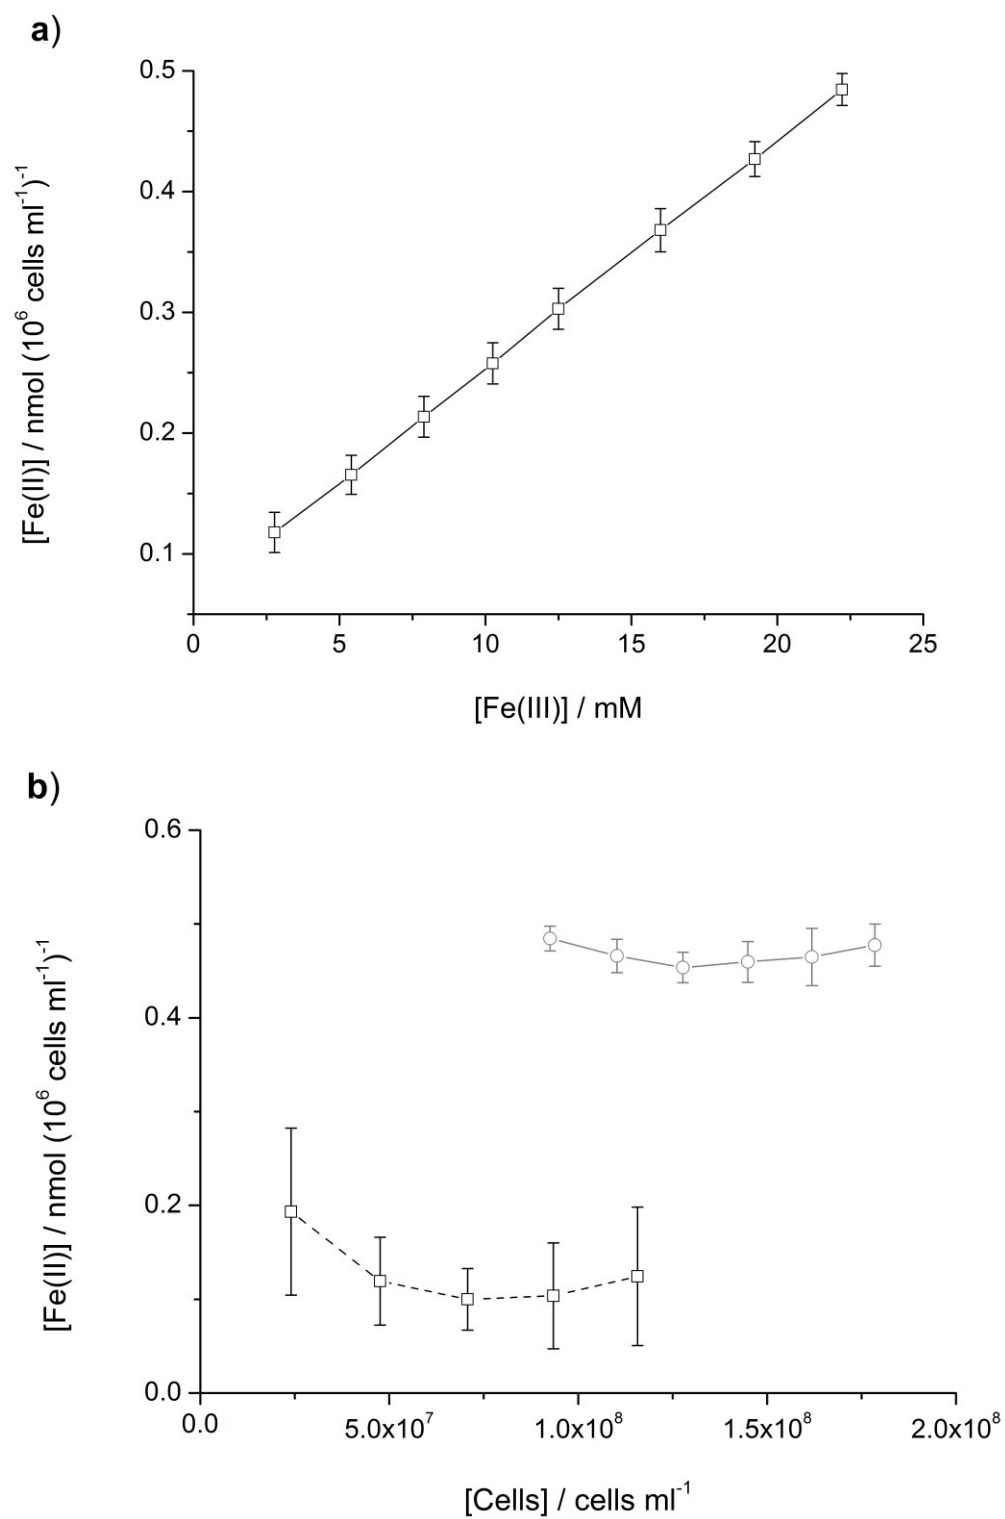 a)
0.5
0.4
0.3
0.2
0.1
[Fe(II)] / nmol (10⁶ cells ml⁻¹)⁻¹
0 5 10 15 20 25
[Fe(III)] / mM
b)
0.6
0.4
0.2
0.0
[Fe(II)] / nmol (10⁶ cells ml⁻¹)⁻¹
0.0 5.0x10⁷ 1.0x10⁸ 1.5x10⁸ 2.0x10⁸
[Cells] / cells ml⁻¹